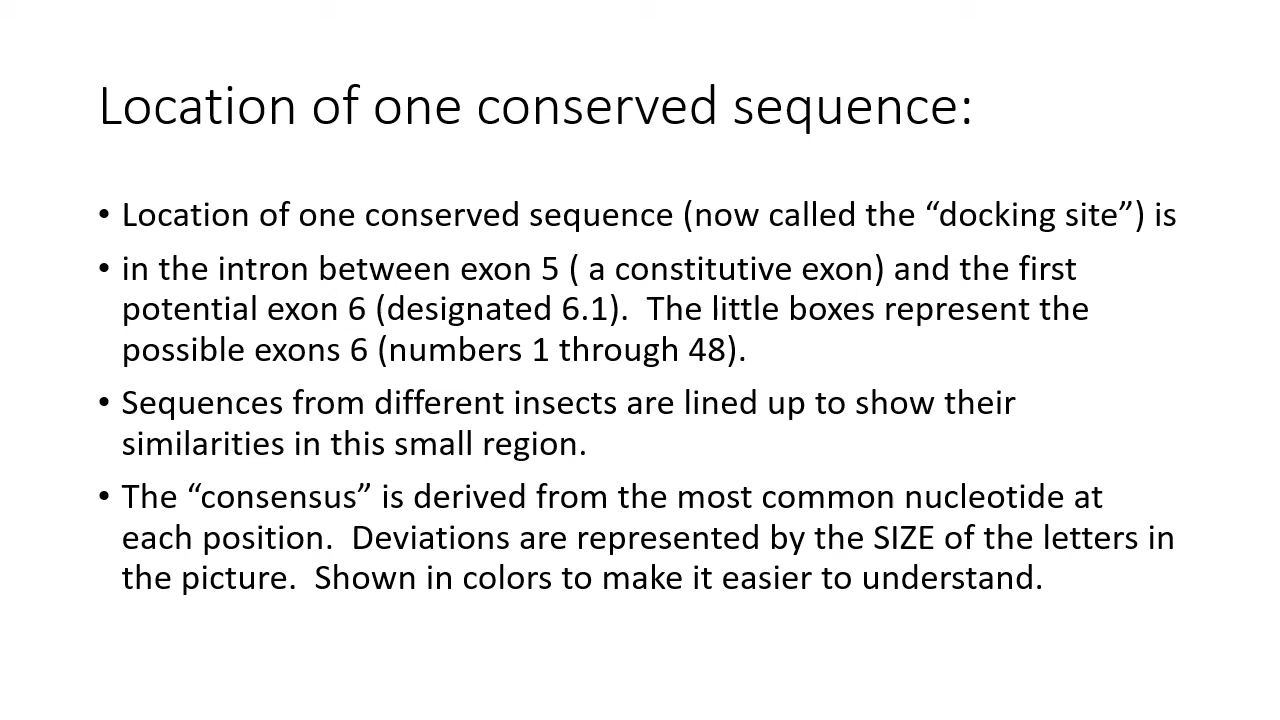 Location of one conserved sequence:
• Location of one conserved sequence (now called the “docking site”) is
• in the intron between exon 5 ( a constitutive exon) and the first
potential exon 6 (designated 6.1).  The little boxes represent the
possible exons 6 (numbers 1 through 48).
• Sequences from different insects are lined up to show their
similarities in this small region.
• The “consensus” is derived from the most common nucleotide at
each position.  Deviations are represented by the SIZE of the letters in
the picture.  Shown in colors to make it easier to understand.